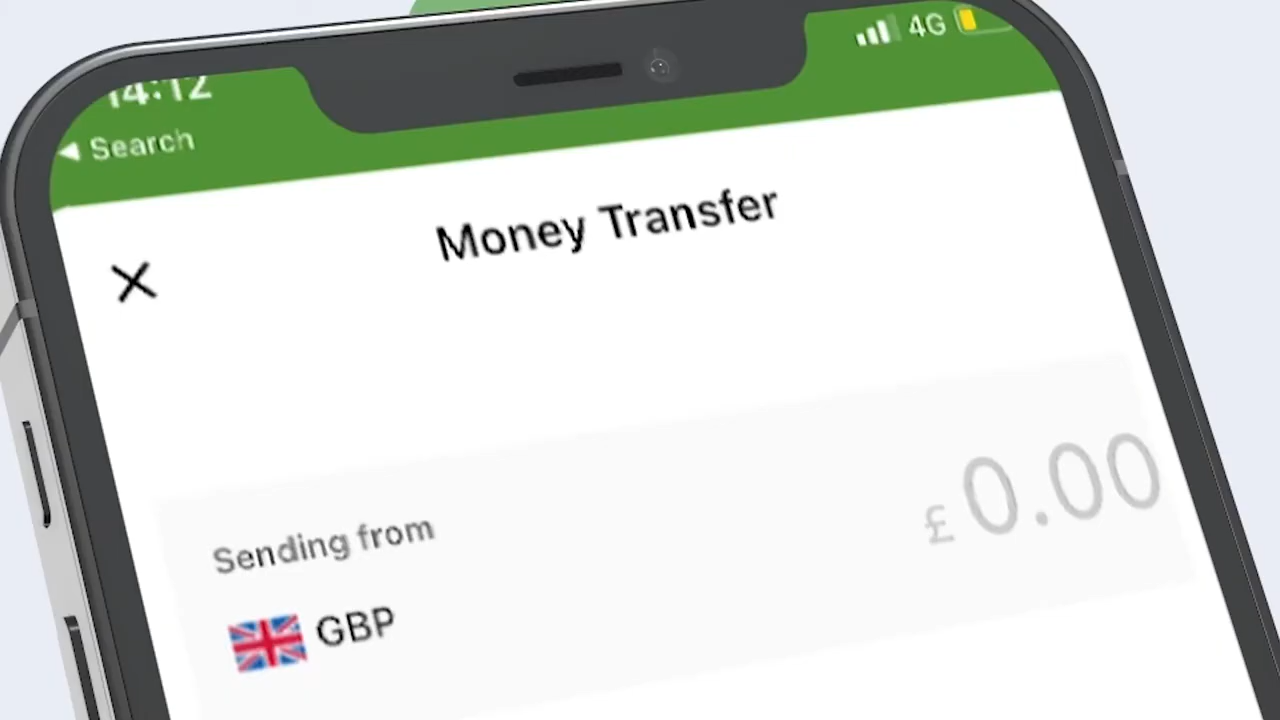 14:12
4G
◀ Search
Money Transfer
£ 0.00
Sending from
GBP